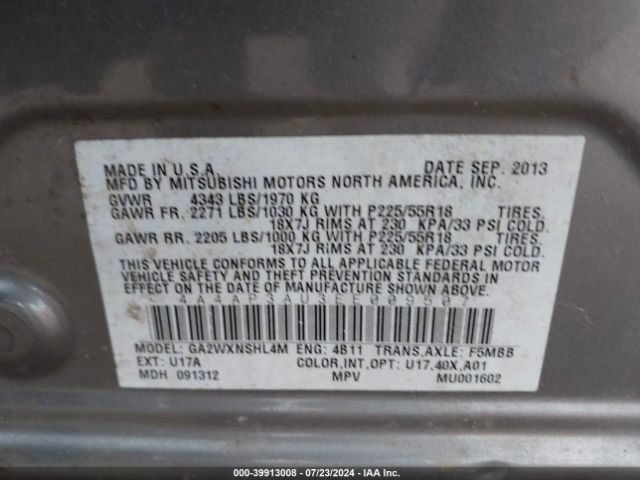 MADE IN U.S.A. DATE SEP. 2013
MFD BY MITSUBISHI MOTORS NORTH AMERICA, INC.
GVWR 4343 LBS/1970 KG
GAWR FR. 2271 LBS/1030 KG WITH P225/55R18 TIRES.
18X7J RIMS AT 230 KPA/33 PSI COLD.
GAWR RR. 2205 LBS/1000 KG WITH P225/55R18 TIRES.
18X7J RIMS AT 230 KPA/33 PSI COLD.
THIS VEHICLE CONFORMS TO ALL APPLICABLE FEDERAL MOTOR
VEHICLE SAFETY AND THEFT PREVENTION STANDARDS IN
EFFECT ON THE DATE OF MANUFACTURE SHOWN ABOVE.
4A4AP3AU3EE009507
MODEL: GA2WXNSHL4M ENG: 4B11 TRANS,AXLE: F5MBB
EXT: U17A COLOR,INT,OPT: U17,40X,A01
MDH 091312 MPV MU001602
000-39913008 - 07/23/2024 - IAA Inc.